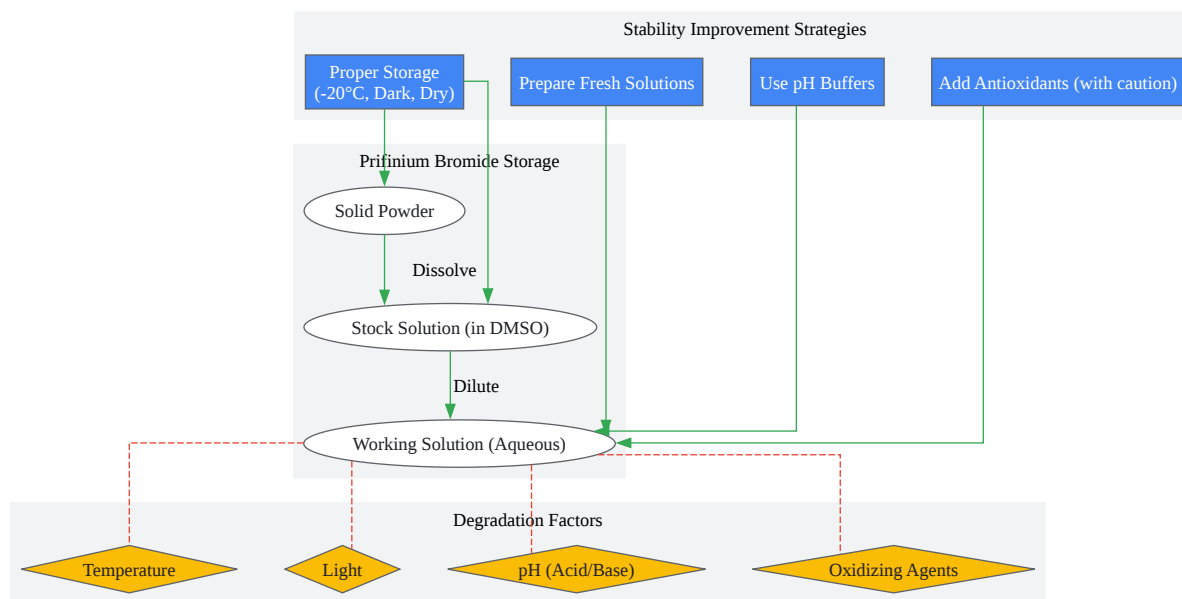 Stability Improvement Strategies
Proper Storage
(-20°C, Dark, Dry)
Prepare Fresh Solutions
Use pH Buffers
Add Antioxidants (with caution)
Prifinium Bromide Storage
Solid Powder
Dissolve
Stock Solution (in DMSO)
Dilute
Working Solution (Aqueous)
Degradation Factors
Temperature
Light
pH (Acid/Base)
Oxidizing Agents